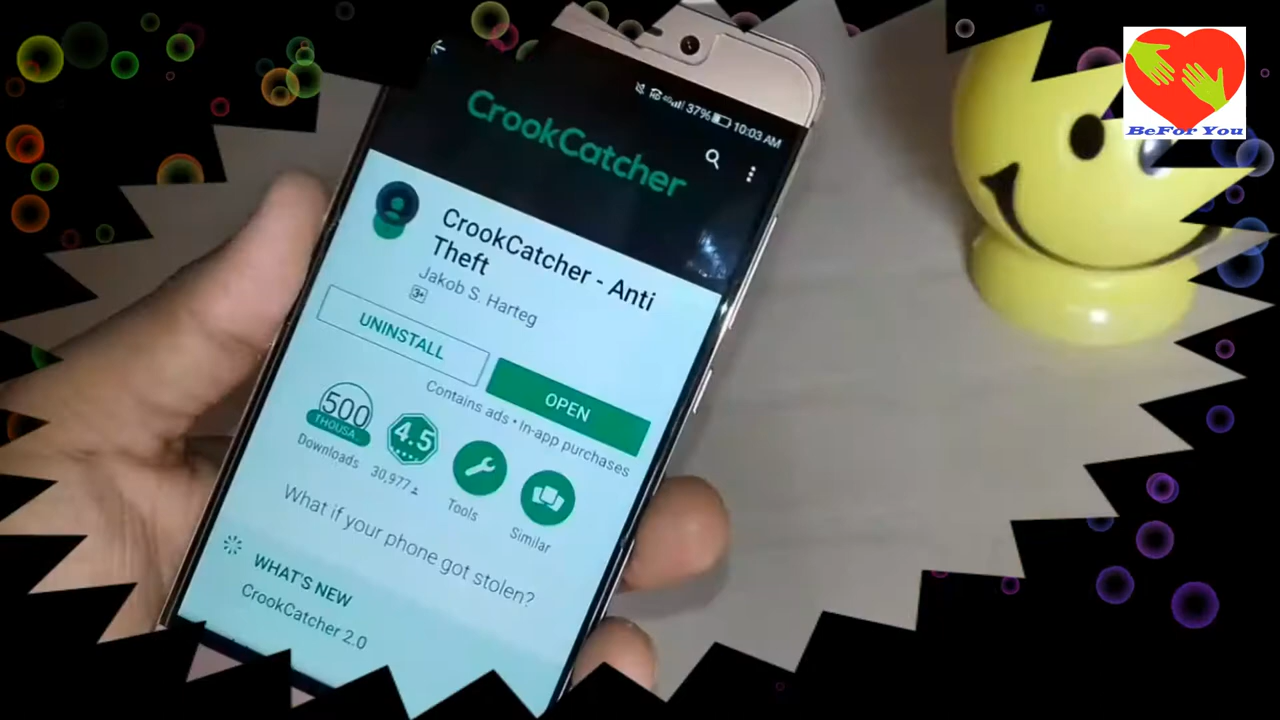 BeFor You
37% 10:03 AM
CrookCatcher
CrookCatcher - Anti
Theft
Jakob S. Harteg
3+
UNINSTALL
OPEN
Contains ads • In-app purchases
500
THOUSA...
4.5
Downloads
30,977
Tools
Similar
What if your phone got stolen?
WHAT'S NEW
CrookCatcher 2.0